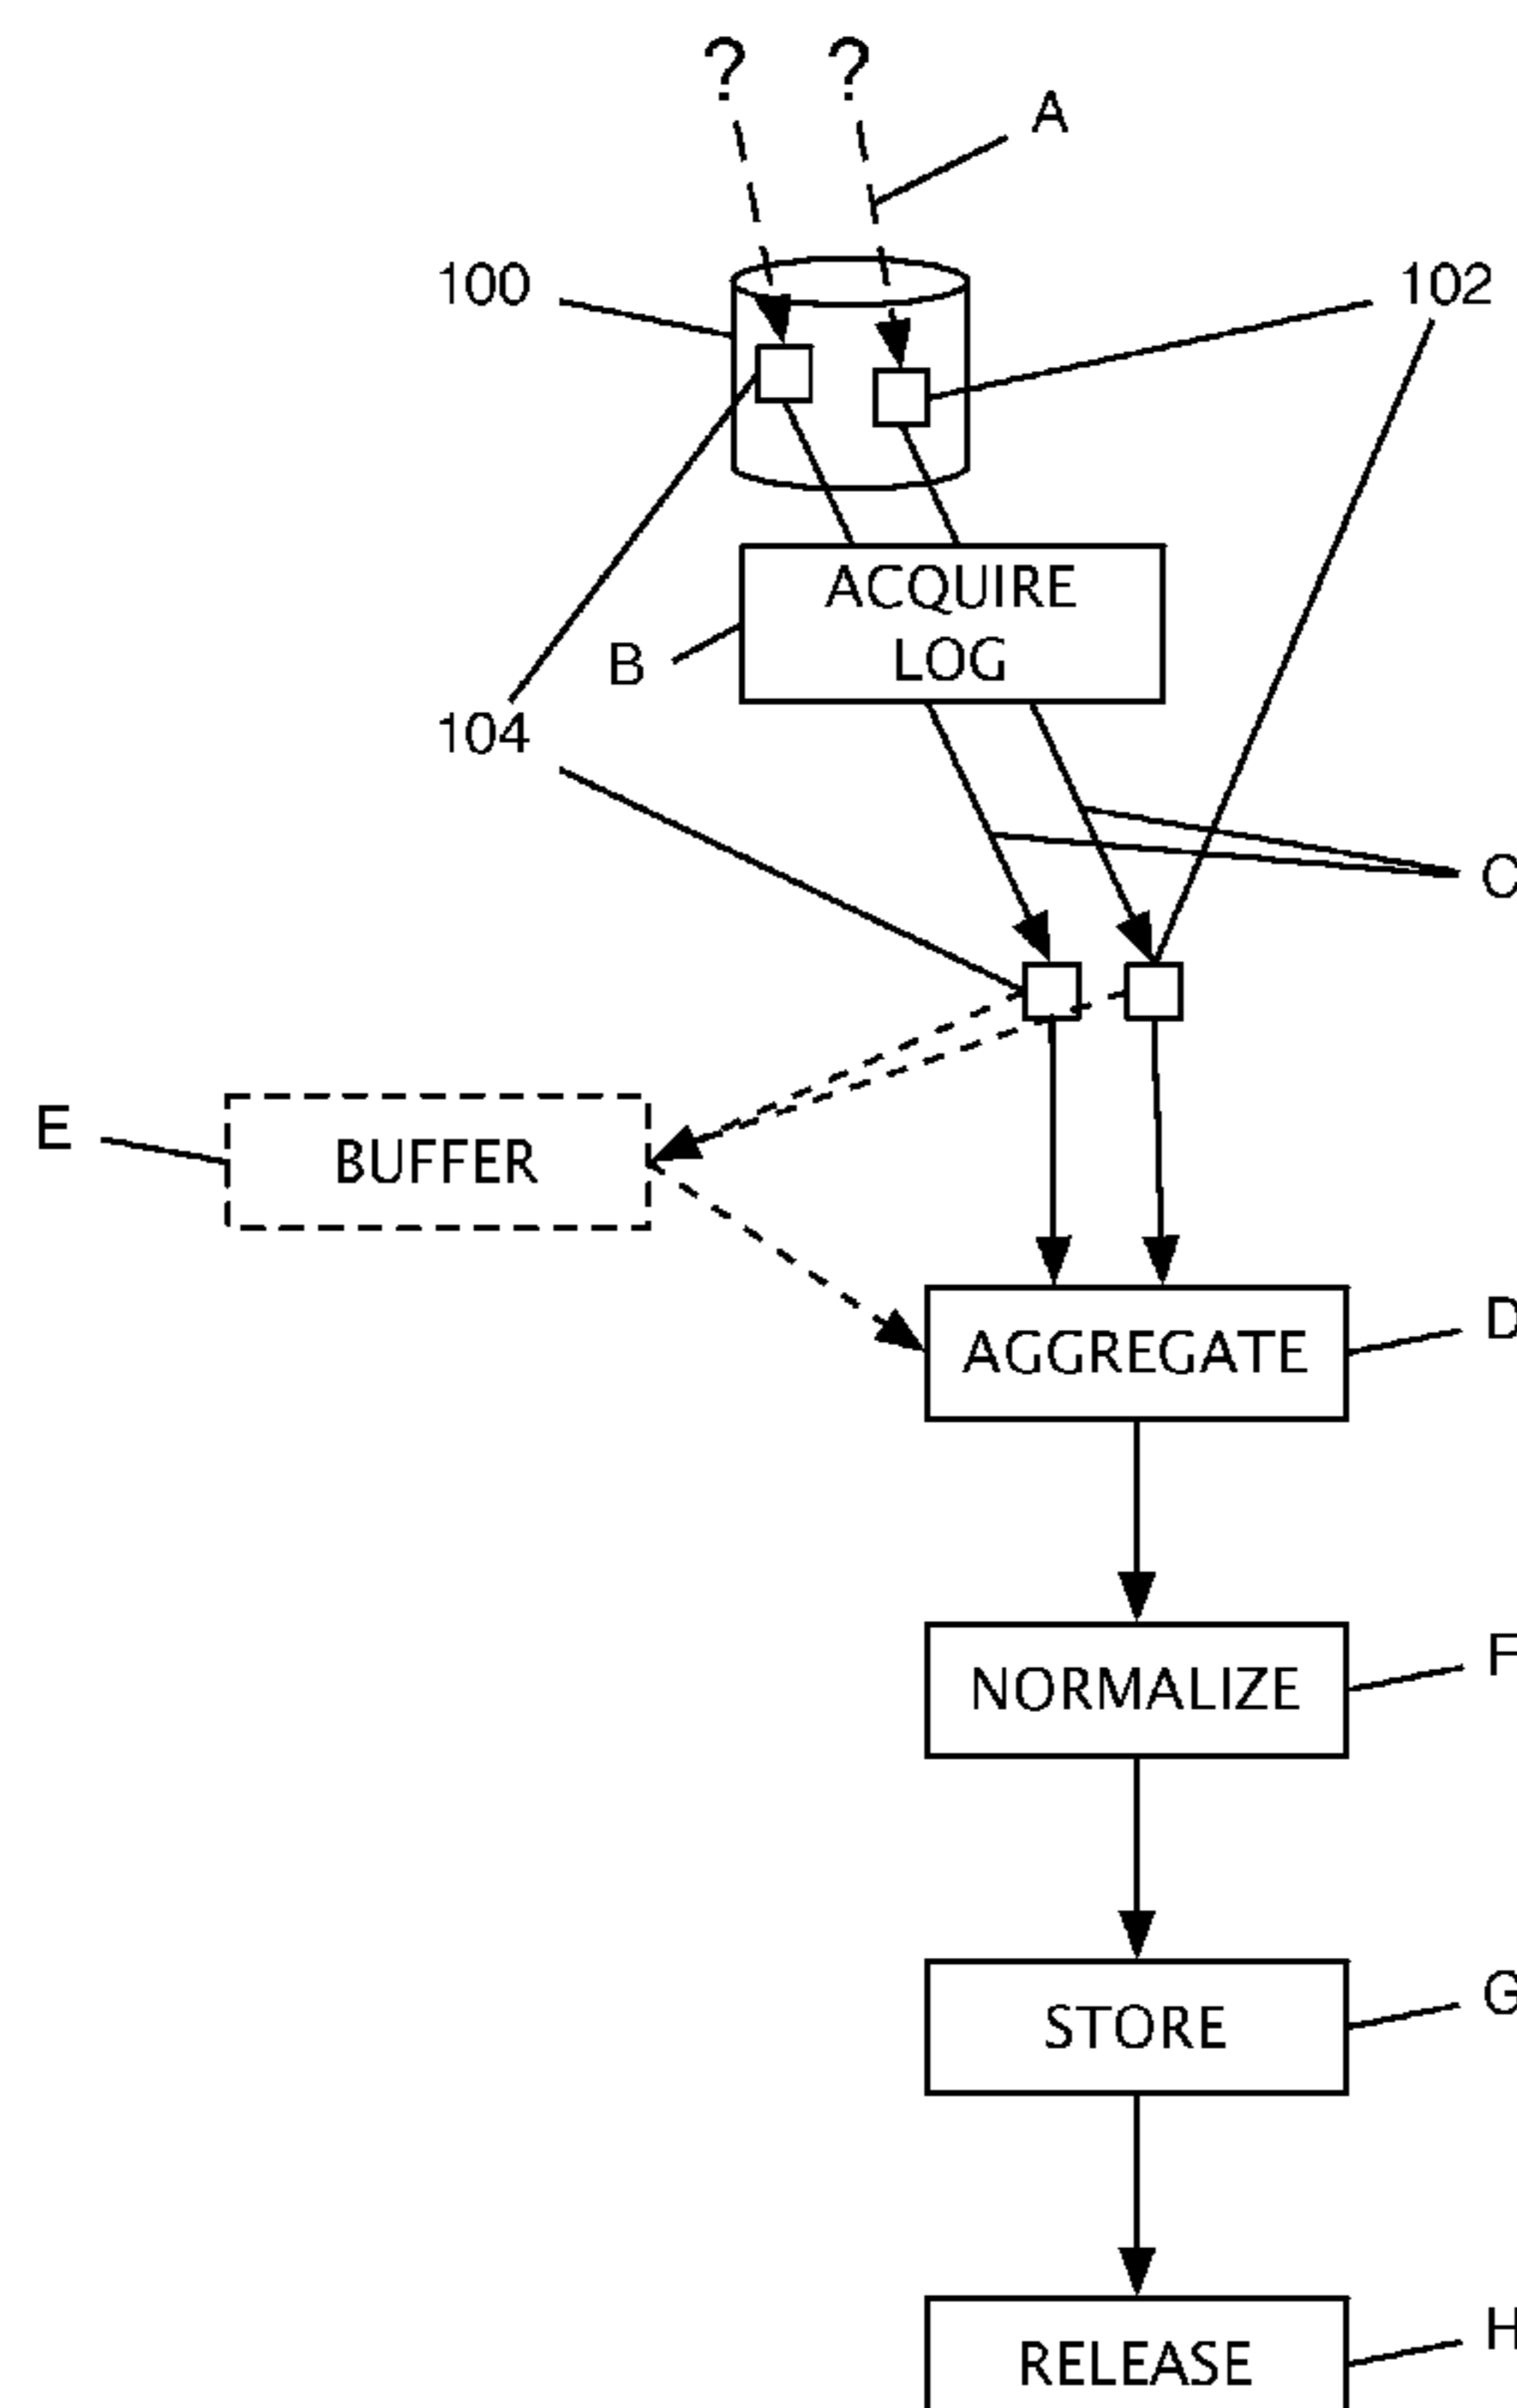 ? ?
A
100
102
ACQUIRE
LOG
B
104
C
E
BUFFER
D
AGGREGATE
NORMALIZE
F
STORE
G
RELEASE
H